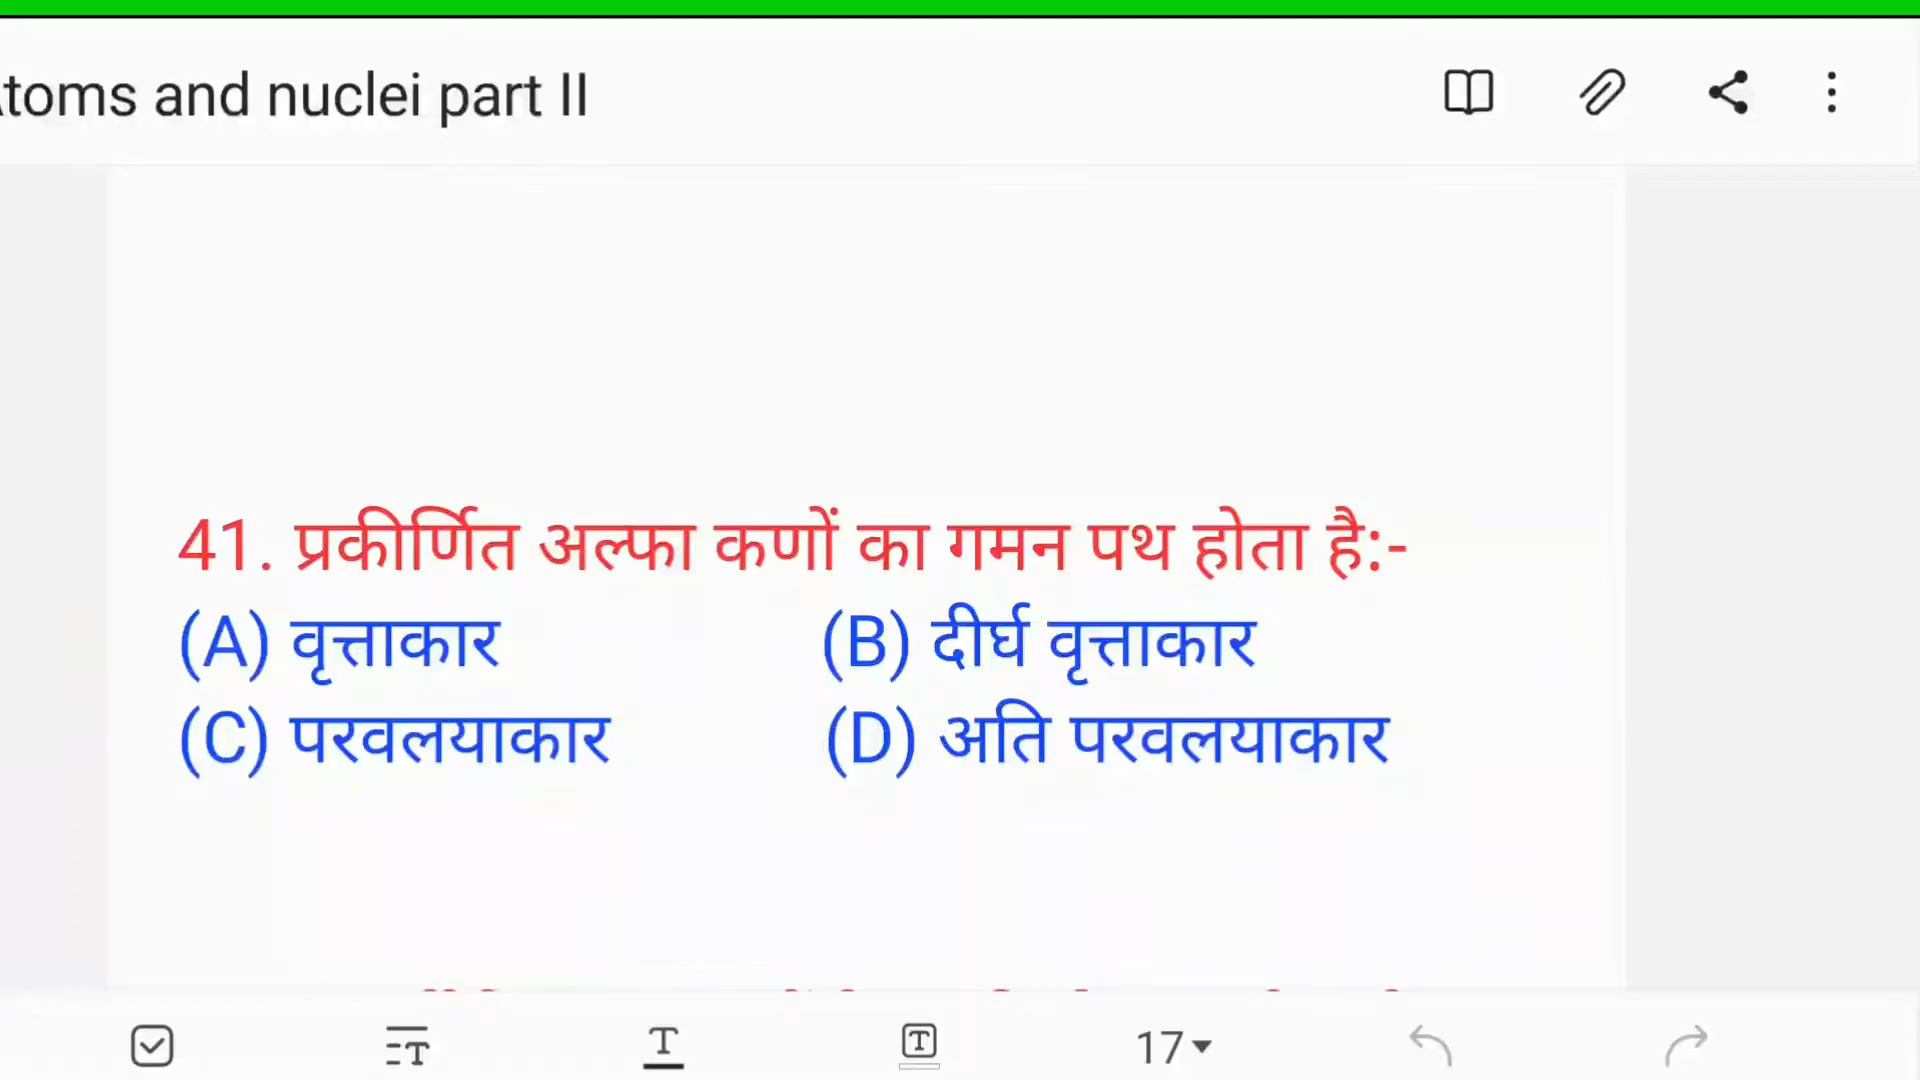 toms and nuclei part II
41. प्रकीर्णित अल्फा कणों का गमन पथ होता है:-
(A) वृत्ताकार (B) दीर्घ वृत्ताकार
(C) परवलयाकार (D) अति परवलयाकार
17